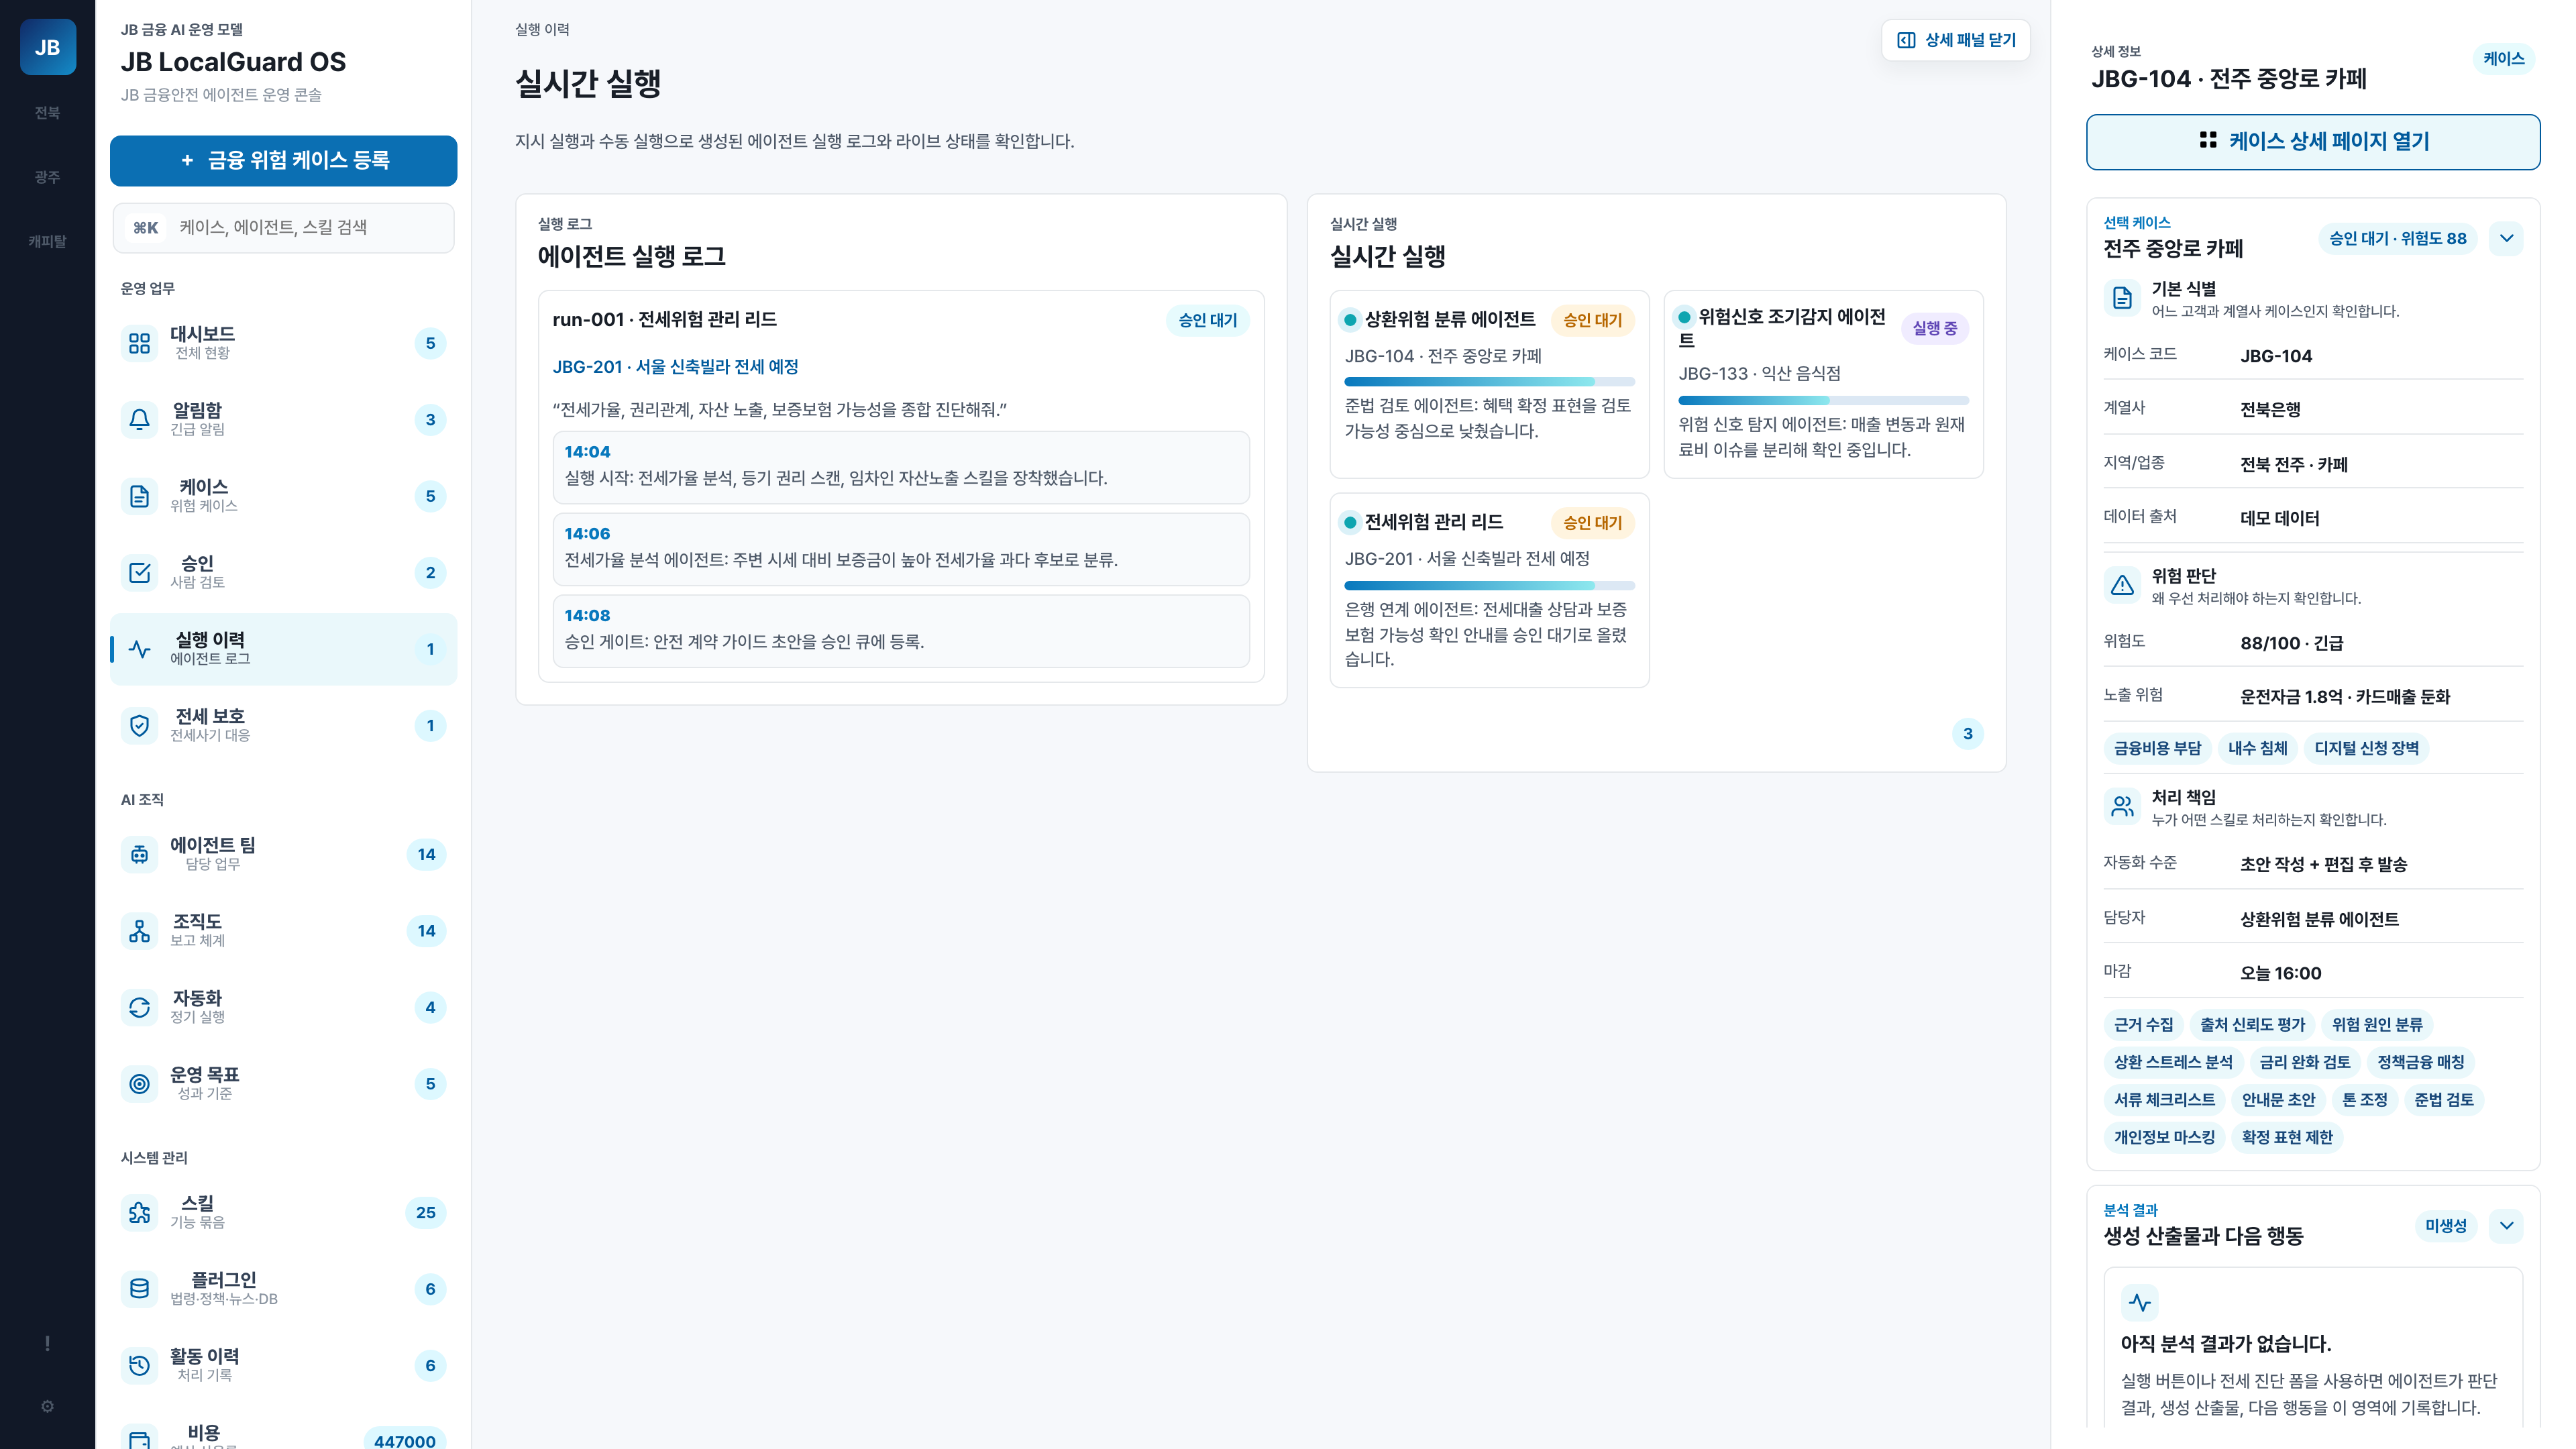 JB
전북
광주
캐피탈
!
JB 금융 AI 운영 모델
JB LocalGuard OS
JB 금융안전 에이전트 운영 콘솔
+ 금융 위험 케이스 등록
⌘K 케이스, 에이전트, 스킬 검색
운영 업무
대시보드
전체 현황
5
알림함
긴급 알림
3
케이스
위험 케이스
5
승인
사람 검토
2
실행 이력
에이전트 로그
1
전세 보호
전세사기 대응
1
AI 조직
에이전트 팀
담당 업무
14
조직도
보고 체계
14
자동화
정기 실행
4
운영 목표
성과 기준
5
시스템 관리
스킬
기능 묶음
25
플러그인
법령·정책·뉴스·DB
6
활동 이력
처리 기록
6
비용
447000
실행 이력
실시간 실행
지시 실행과 수동 실행으로 생성된 에이전트 실행 로그와 라이브 상태를 확인합니다.
상세 패널 닫기
실행 로그
에이전트 실행 로그
run-001 · 전세위험 관리 리드
승인 대기
JBG-201 · 서울 신축빌라 전세 예정
“전세가율, 권리관계, 자산 노출, 보증보험 가능성을 종합 진단해줘.”
14:04
실행 시작: 전세가율 분석, 등기 권리 스캔, 임차인 자산노출 스킬을 장착했습니다.
14:06
전세가율 분석 에이전트: 주변 시세 대비 보증금이 높아 전세가율 과다 후보로 분류.
14:08
승인 게이트: 안전 계약 가이드 초안을 승인 큐에 등록.
실시간 실행
실시간 실행
상환위험 분류 에이전트
승인 대기
JBG-104 · 전주 중앙로 카페
준법 검토 에이전트: 혜택 확정 표현을 검토
가능성 중심으로 낮췄습니다.
위험신호 조기감지 에이전
트
실행 중
JBG-133 · 익산 음식점
위험 신호 탐지 에이전트: 매출 변동과 원재
료비 이슈를 분리해 확인 중입니다.
전세위험 관리 리드
승인 대기
JBG-201 · 서울 신축빌라 전세 예정
은행 연계 에이전트: 전세대출 상담과 보증
보험 가능성 확인 안내를 승인 대기로 올렸
습니다.
3
상세 정보
JBG-104 · 전주 중앙로 카페
케이스
케이스 상세 페이지 열기
선택 케이스
전주 중앙로 카페
승인 대기 · 위험도 88
기본 식별
어느 고객과 계열사 케이스인지 확인합니다.
케이스 코드 JBG-104
계열사 전북은행
지역/업종 전북 전주 · 카페
데이터 출처 데모 데이터
위험 판단
왜 우선 처리해야 하는지 확인합니다.
위험도 88/100 · 긴급
노출 위험 운전자금 1.8억 · 카드매출 둔화
금융비용 부담 내수 침체 디지털 신청 장벽
처리 책임
누가 어떤 스킬로 처리하는지 확인합니다.
자동화 수준 초안 작성 + 편집 후 발송
담당자 상환위험 분류 에이전트
마감 오늘 16:00
근거 수집 출처 신뢰도 평가 위험 원인 분류
상환 스트레스 분석 금리 완화 검토 정책금융 매칭
서류 체크리스트 안내문 초안 톤 조정 준법 검토
개인정보 마스킹 확정 표현 제한
분석 결과
생성 산출물과 다음 행동
미생성
아직 분석 결과가 없습니다.
실행 버튼이나 전세 진단 폼을 사용하면 에이전트가 판단
결과, 생성 산출물, 다음 행동을 이 영역에 기록합니다.